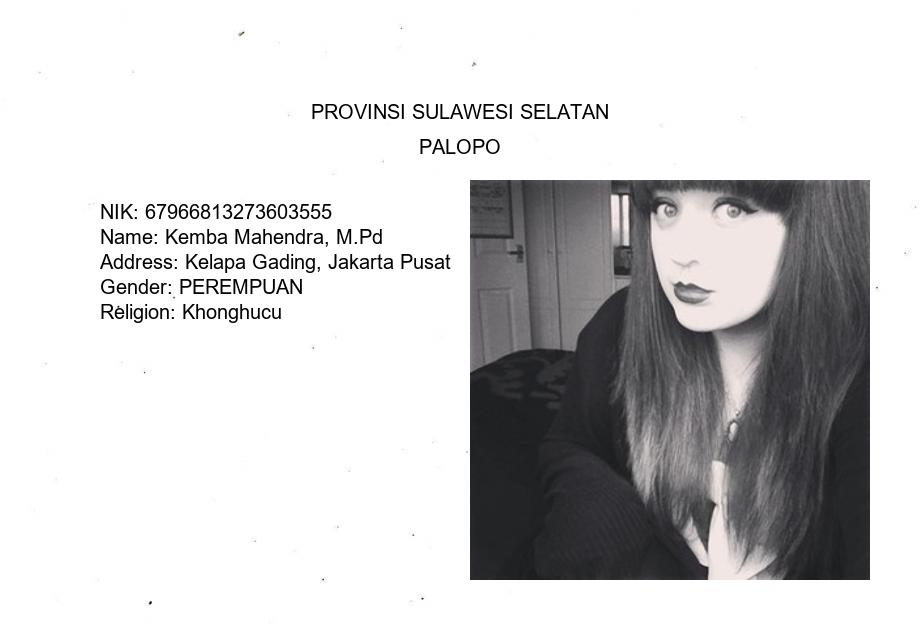 PROVINSI SULAWESI SELATAN
PALOPO
NIK: 67966813273603555
Name: Kemba Mahendra, M.Pd
Address: Kelapa Gading, Jakarta Pusat
Gender: PEREMPUAN
Religion: Khonghucu